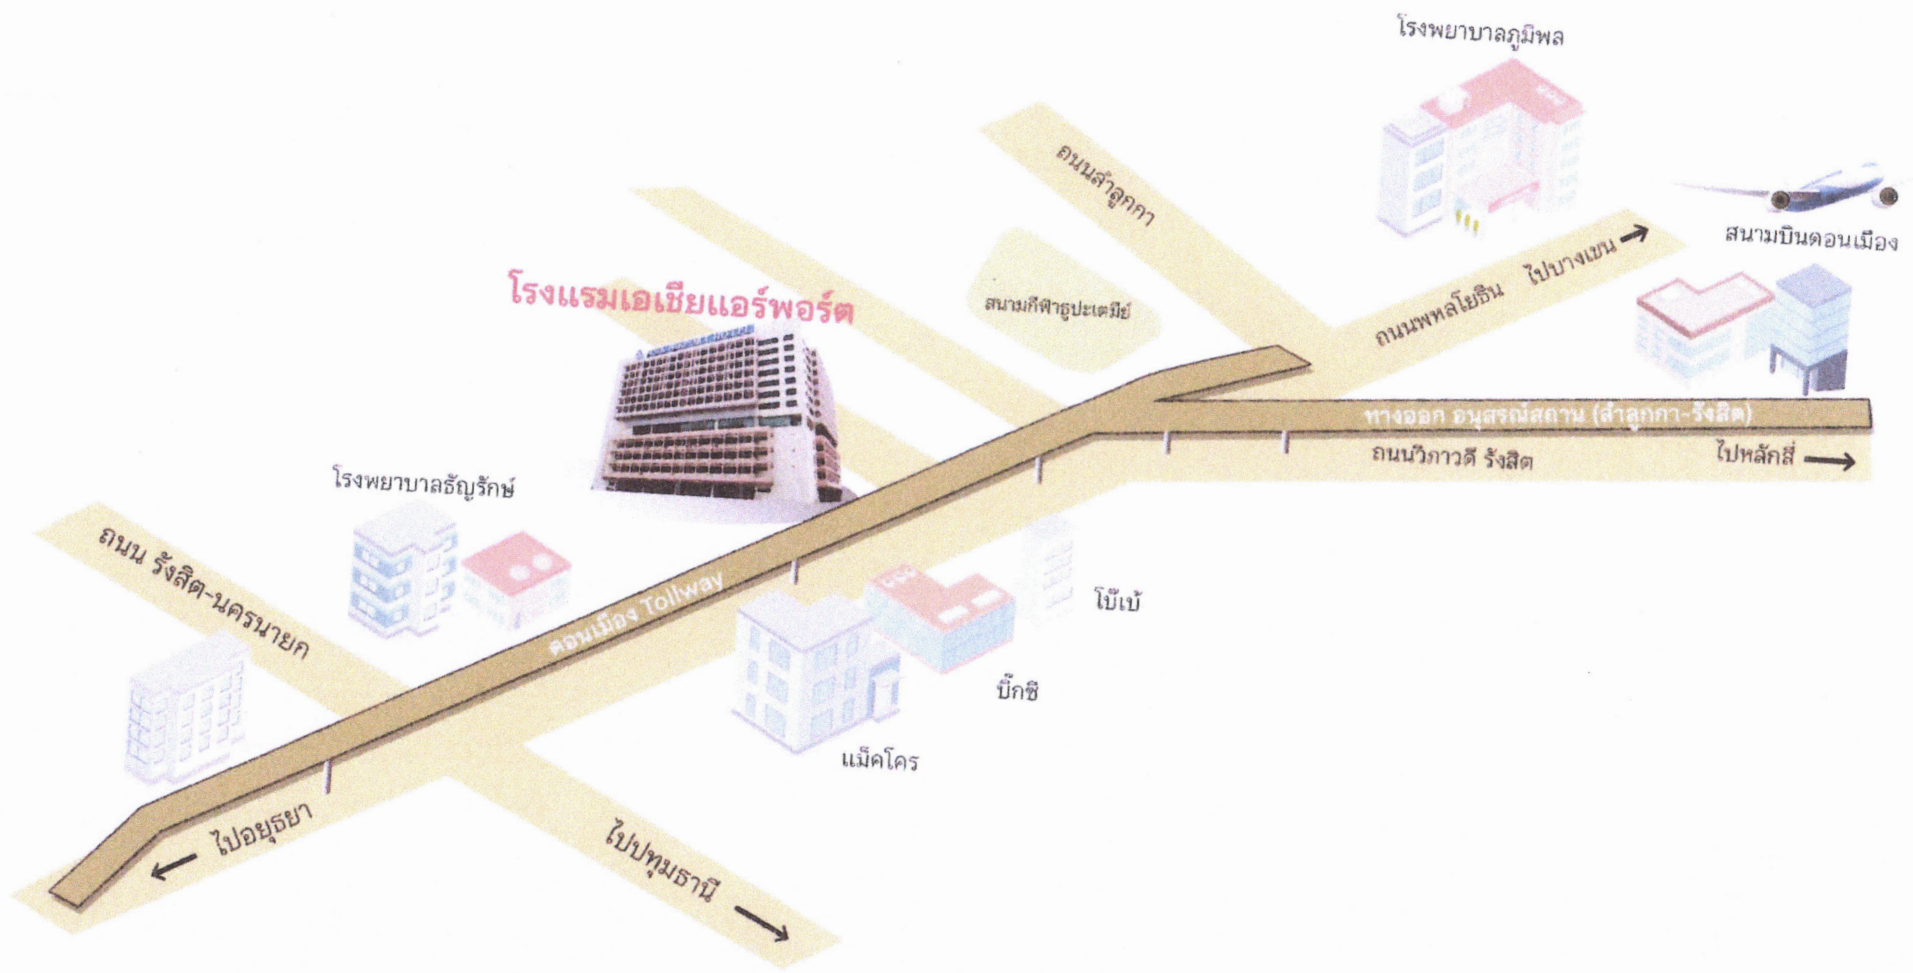 โรงพยาบาลภูมิพล
ถนนลำลูกกา
สนามบินดอนเมือง
ถนนพหลโยธิน ไปบางเขน
โรงแรมเอเชียแอร์พอร์ต
สนามกีฬาธูปะเตมีย์
ทางออก อนุสรณ์สถาน (ลำลูกกา-รังสิต)
ถนนวิภาวดี รังสิต ไปหลักสี่
โรงพยาบาลธัญรักษ์
ถนน รังสิต-นครนายก
ดอนเมือง Tollway
โบ๊เบ้
บิ๊กซี
แม็คโคร
ไปอยุธยา
ไปปทุมธานี